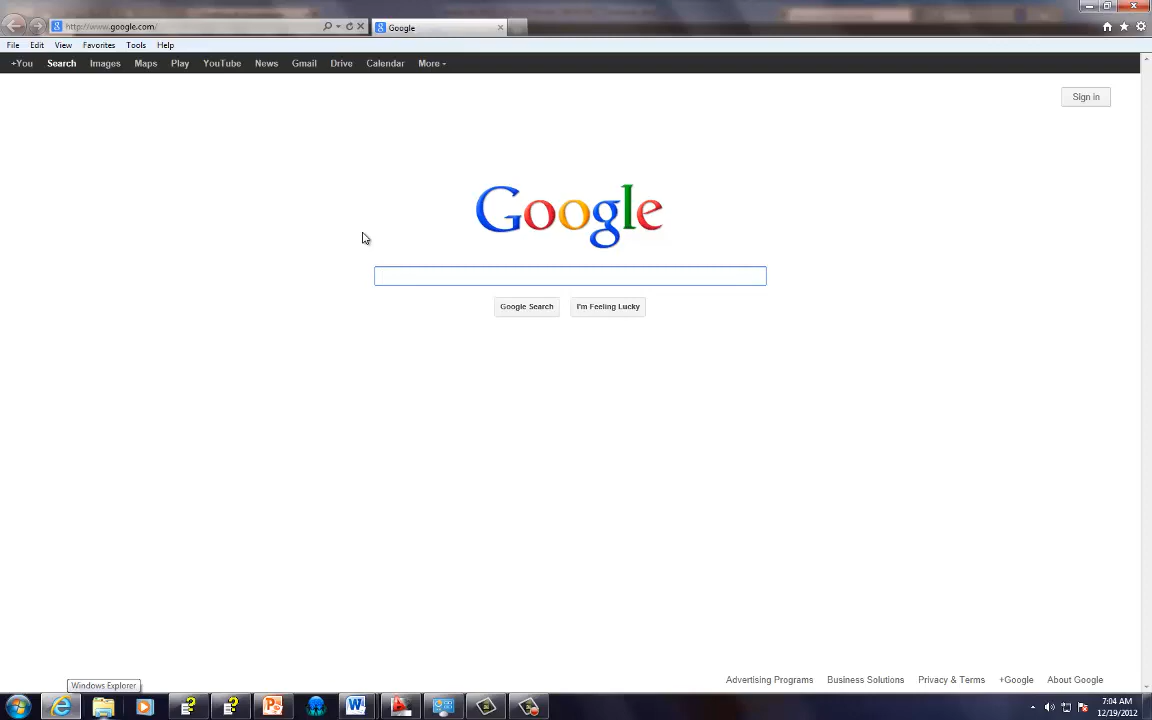 http://www.google.com/
Google
File Edit View Favorites Tools Help
+You Search Images Maps Play YouTube News Gmail Drive Calendar More
Sign in
Google
Google Search I'm Feeling Lucky
Advertising Programs Business Solutions Privacy & Terms +Google About Google
Windows Explorer
7:04 AM
12/19/2012